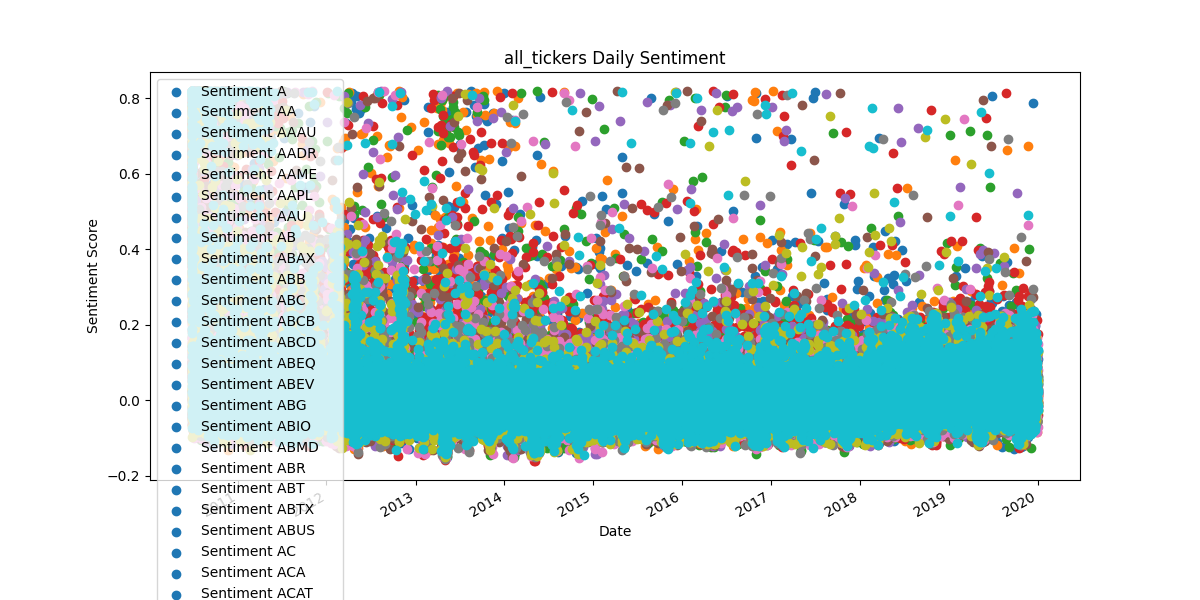 all_tickers Daily Sentiment
Sentiment Score
0.8
0.6
0.4
0.2
0.0
−0.2
Sentiment A
Sentiment AA
Sentiment AAAU
Sentiment AADR
Sentiment AAME
Sentiment AAPL
Sentiment AAU
Sentiment AB
Sentiment ABAX
Sentiment ABB
Sentiment ABC
Sentiment ABCB
Sentiment ABCD
Sentiment ABEQ
Sentiment ABEV
Sentiment ABG
Sentiment ABIO
Sentiment ABMD
Sentiment ABR
Sentiment ABT
Sentiment ABTX
Sentiment ABUS
Sentiment AC
Sentiment ACA
Sentiment ACAT
2011
2012
2013
2014
2015
2016
2017
2018
2019
2020
Date